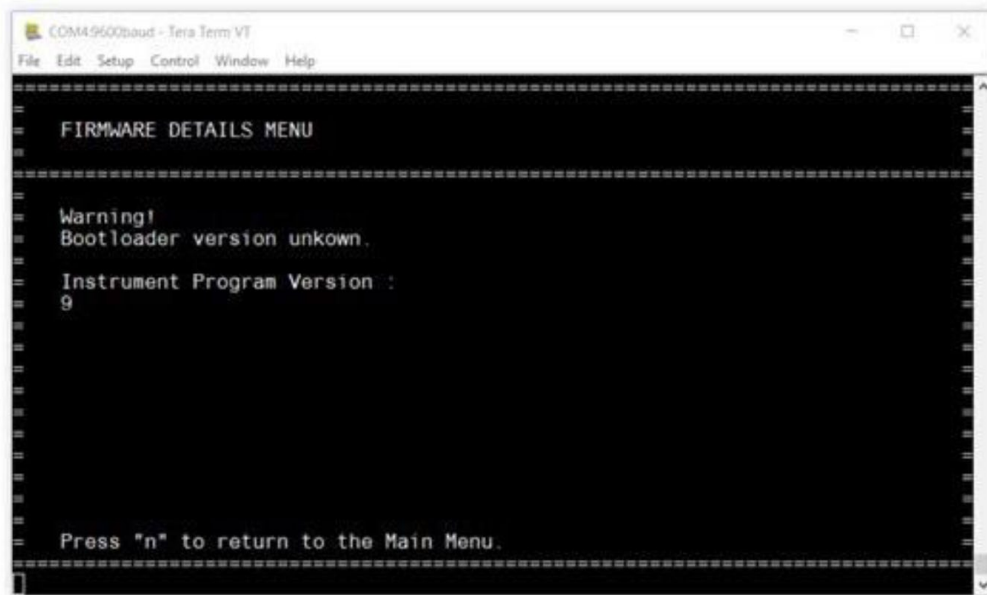 COM4:9600baud - Tera Term VT
File Edit Setup Control Window Help
FIRMWARE DETAILS MENU
Warning!
Bootloader version unkown.
Instrument Program Version :
9
Press "n" to return to the Main Menu.